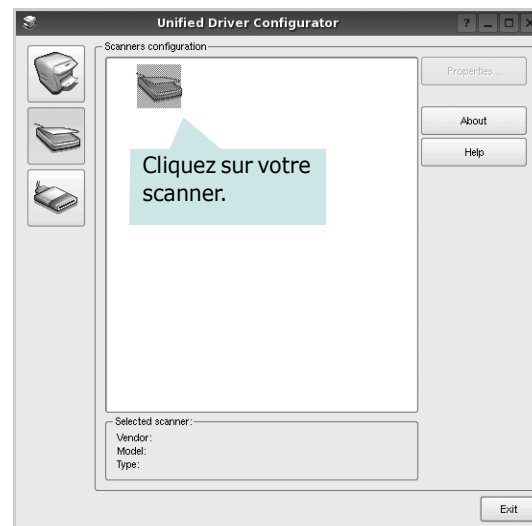 Unified Driver Configurator
Scanners configuration
Properties...
About
Help
Cliquez sur votre
scanner.
Selected scanner:
Vendor:
Model:
Type:
Exit